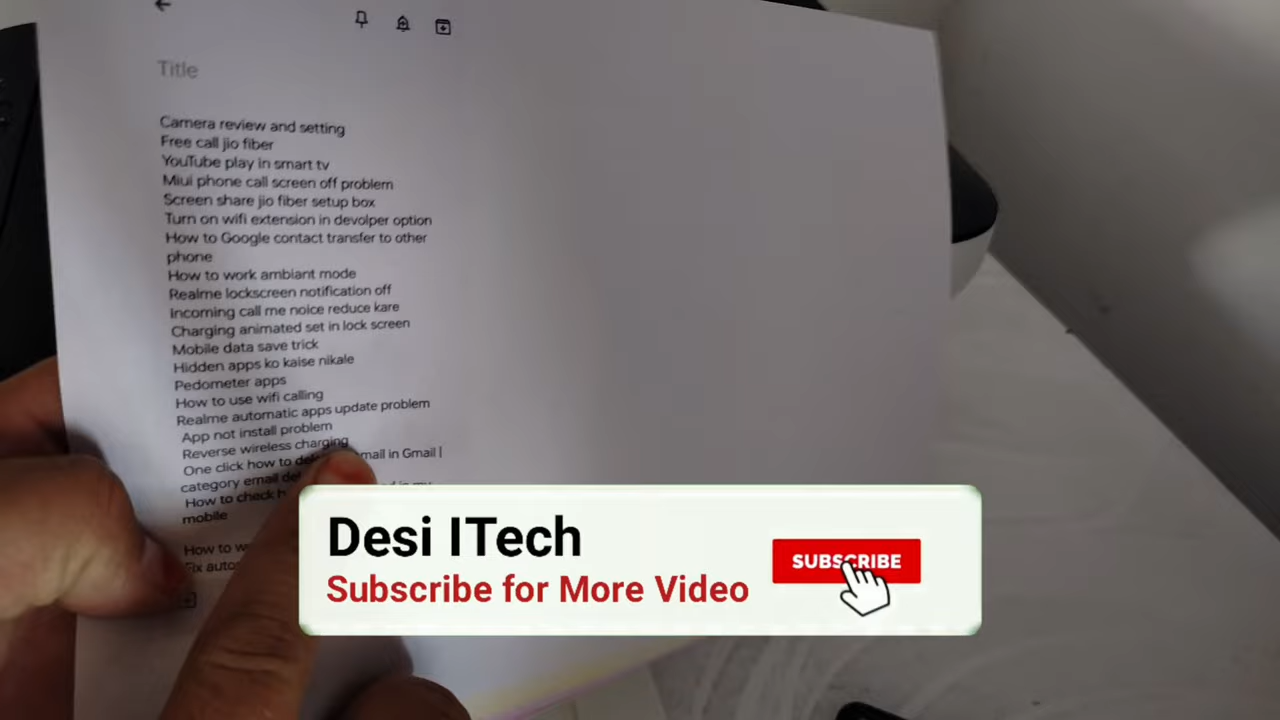 Title
Camera review and setting
Free call jio fiber
YouTube play in smart tv
Miui phone call screen off problem
Screen share jio fiber setup box
Turn on wifi extension in devolper option
How to Google contact transfer to other
phone
How to work ambiant mode
Realme lockscreen notification off
Incoming call me noice reduce kare
Charging animated set in lock screen
Mobile data save trick
Hidden apps ko kaise nikale
Pedometer apps
How to use wifi calling
Realme automatic apps update problem
App not install problem
Reverse wireless charging
One click how to email in Gmail |
category email
How to check
mobile
How to
Fix
Desi ITech
Subscribe for More Video
SUBSCRIBE